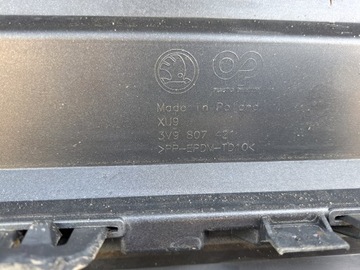 Made in Poland
XU9
3V9 807 421
>PP-EPDM-TD10<